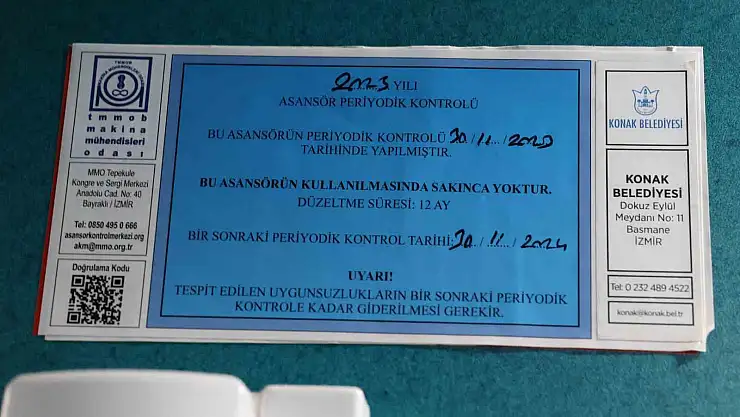 TMMOB
tmmob
makina
mühendisleri
odası
MMO Tepekule
Kongre ve Sergi Merkezi
Anadolu Cad. No: 40
Bayraklı / İZMİR
Tel: 0850 495 0 666
asansorkontrolmerkezi.org
akm@mmo.org.tr
Doğrulama Kodu
2023 YILI
ASANSÖR PERİYODİK KONTROLÜ
BU ASANSÖRÜN PERİYODİK KONTROLÜ 30./11.../2023
TARİHİNDE YAPILMIŞTIR.
BU ASANSÖRÜN KULLANILMASINDA SAKINCA YOKTUR.
DÜZELTME SÜRESİ: 12 AY
BİR SONRAKİ PERİYODİK KONTROL TARİHİ: 30./11.../2024
UYARI!
TESPİT EDİLEN UYGUNSUZLUKLARIN BİR SONRAKİ PERİYODİK
KONTROLE KADAR GİDERİLMESİ GEREKİR.
KONAK BELEDİYESİ
KONAK
BELEDİYESİ
Dokuz Eylül
Meydanı No: 11
Basmane
İZMİR
Tel: 0 232 489 4522
konak@konak.bel.tr